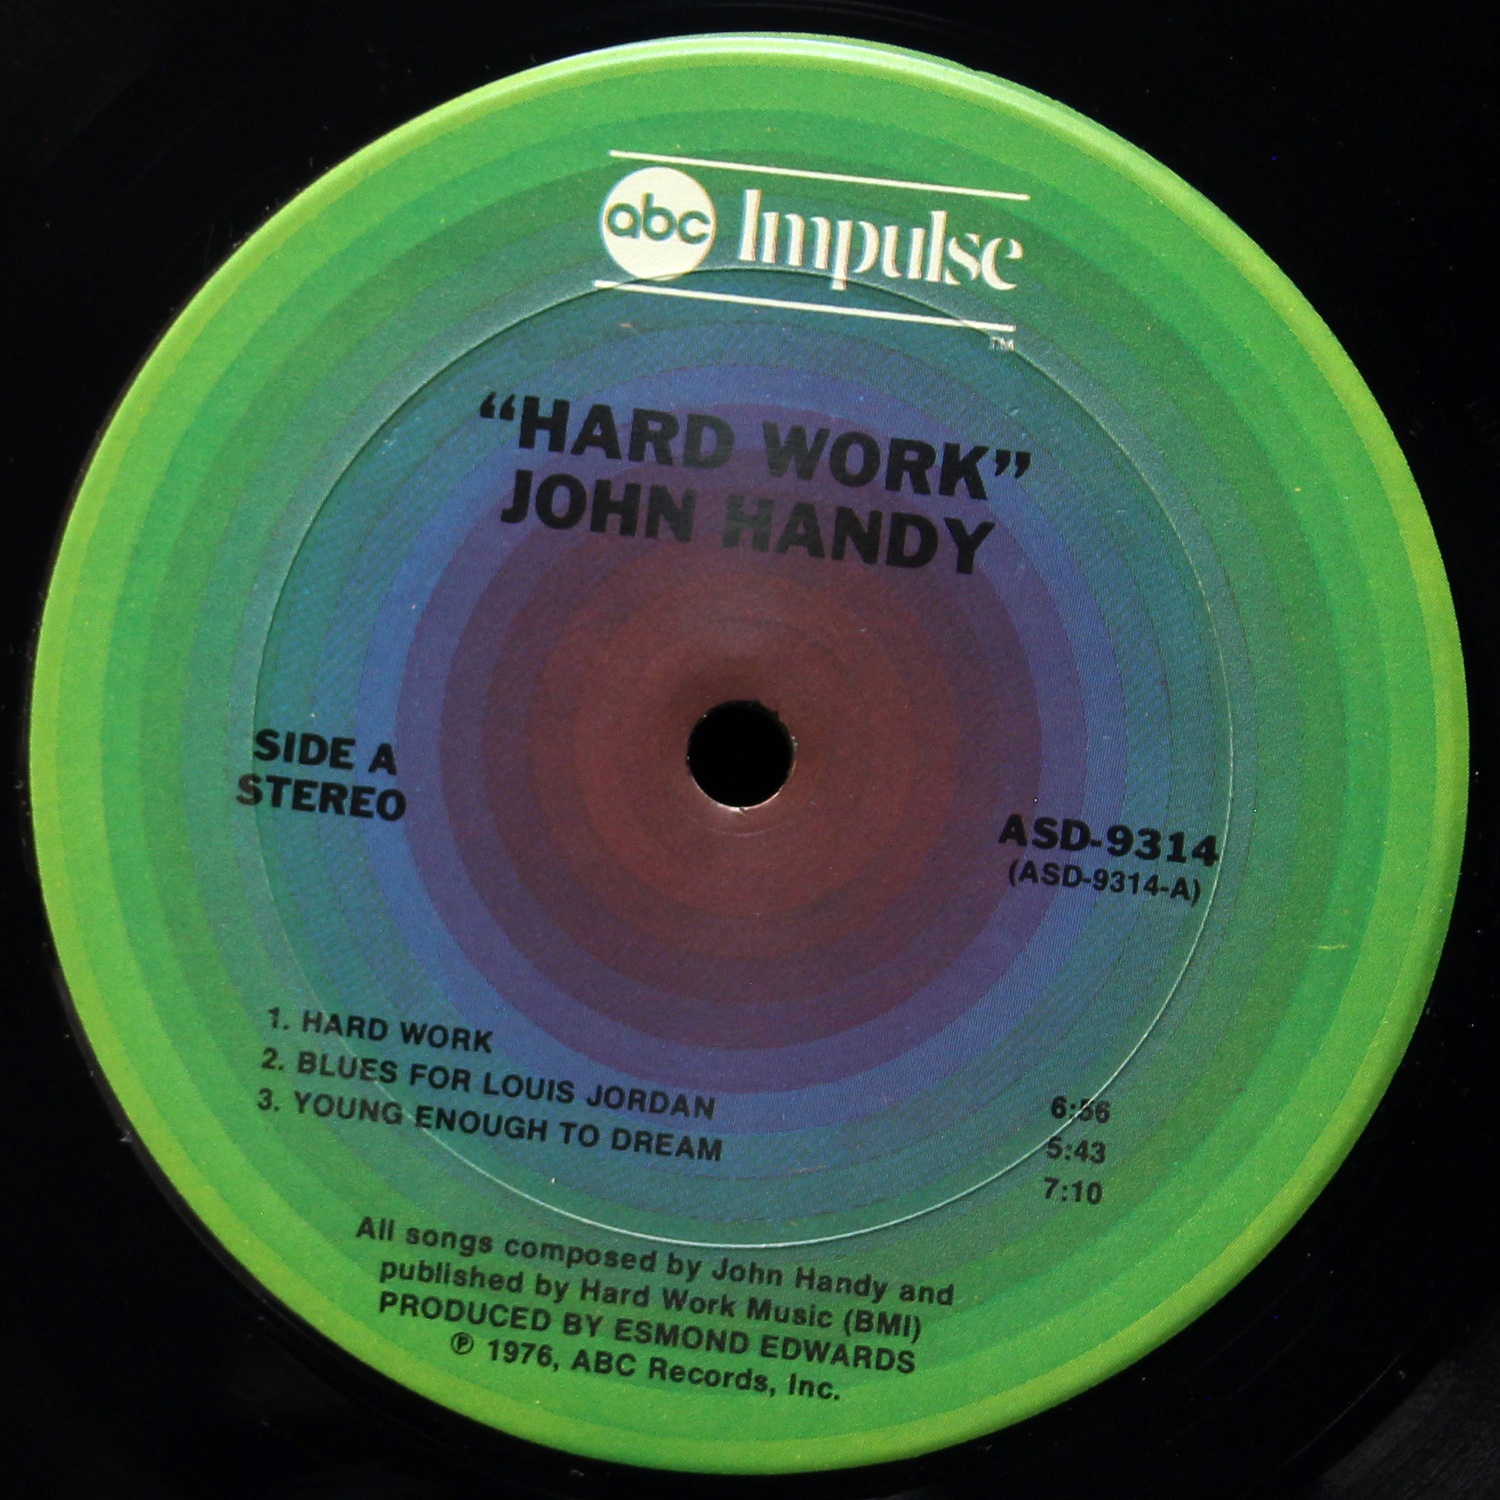 abc Impulse
TM
“HARD WORK”
JOHN HANDY
SIDE A
STEREO
ASD-9314
(ASD-9314-A)
1. HARD WORK 6:56
2. BLUES FOR LOUIS JORDAN 5:43
3. YOUNG ENOUGH TO DREAM 7:10
All songs composed by John Handy and
published by Hard Work Music (BMI)
PRODUCED BY ESMOND EDWARDS
℗ 1976, ABC Records, Inc.